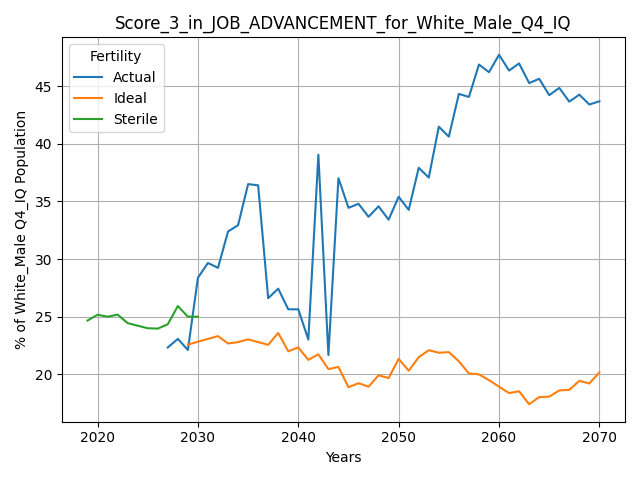 Score_3_in_JOB_ADVANCEMENT_for_White_Male_Q4_IQ
Fertility
Actual
Ideal
Sterile
% of White_Male Q4_IQ Population
45
40
35
30
25
20
2020
2030
2040
2050
2060
2070
Years